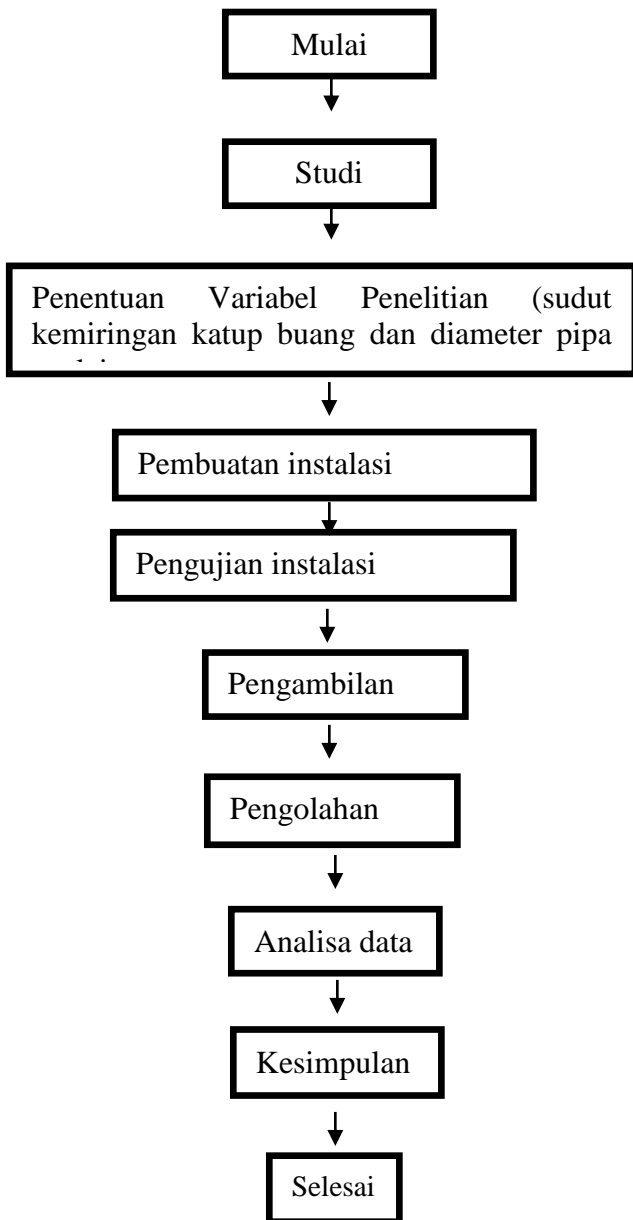 Mulai
Studi
Penentuan Variabel Penelitian (sudut
kemiringan katup buang dan diameter pipa
Pembuatan instalasi
Pengujian instalasi
Pengambilan
Pengolahan
Analisa data
Kesimpulan
Selesai